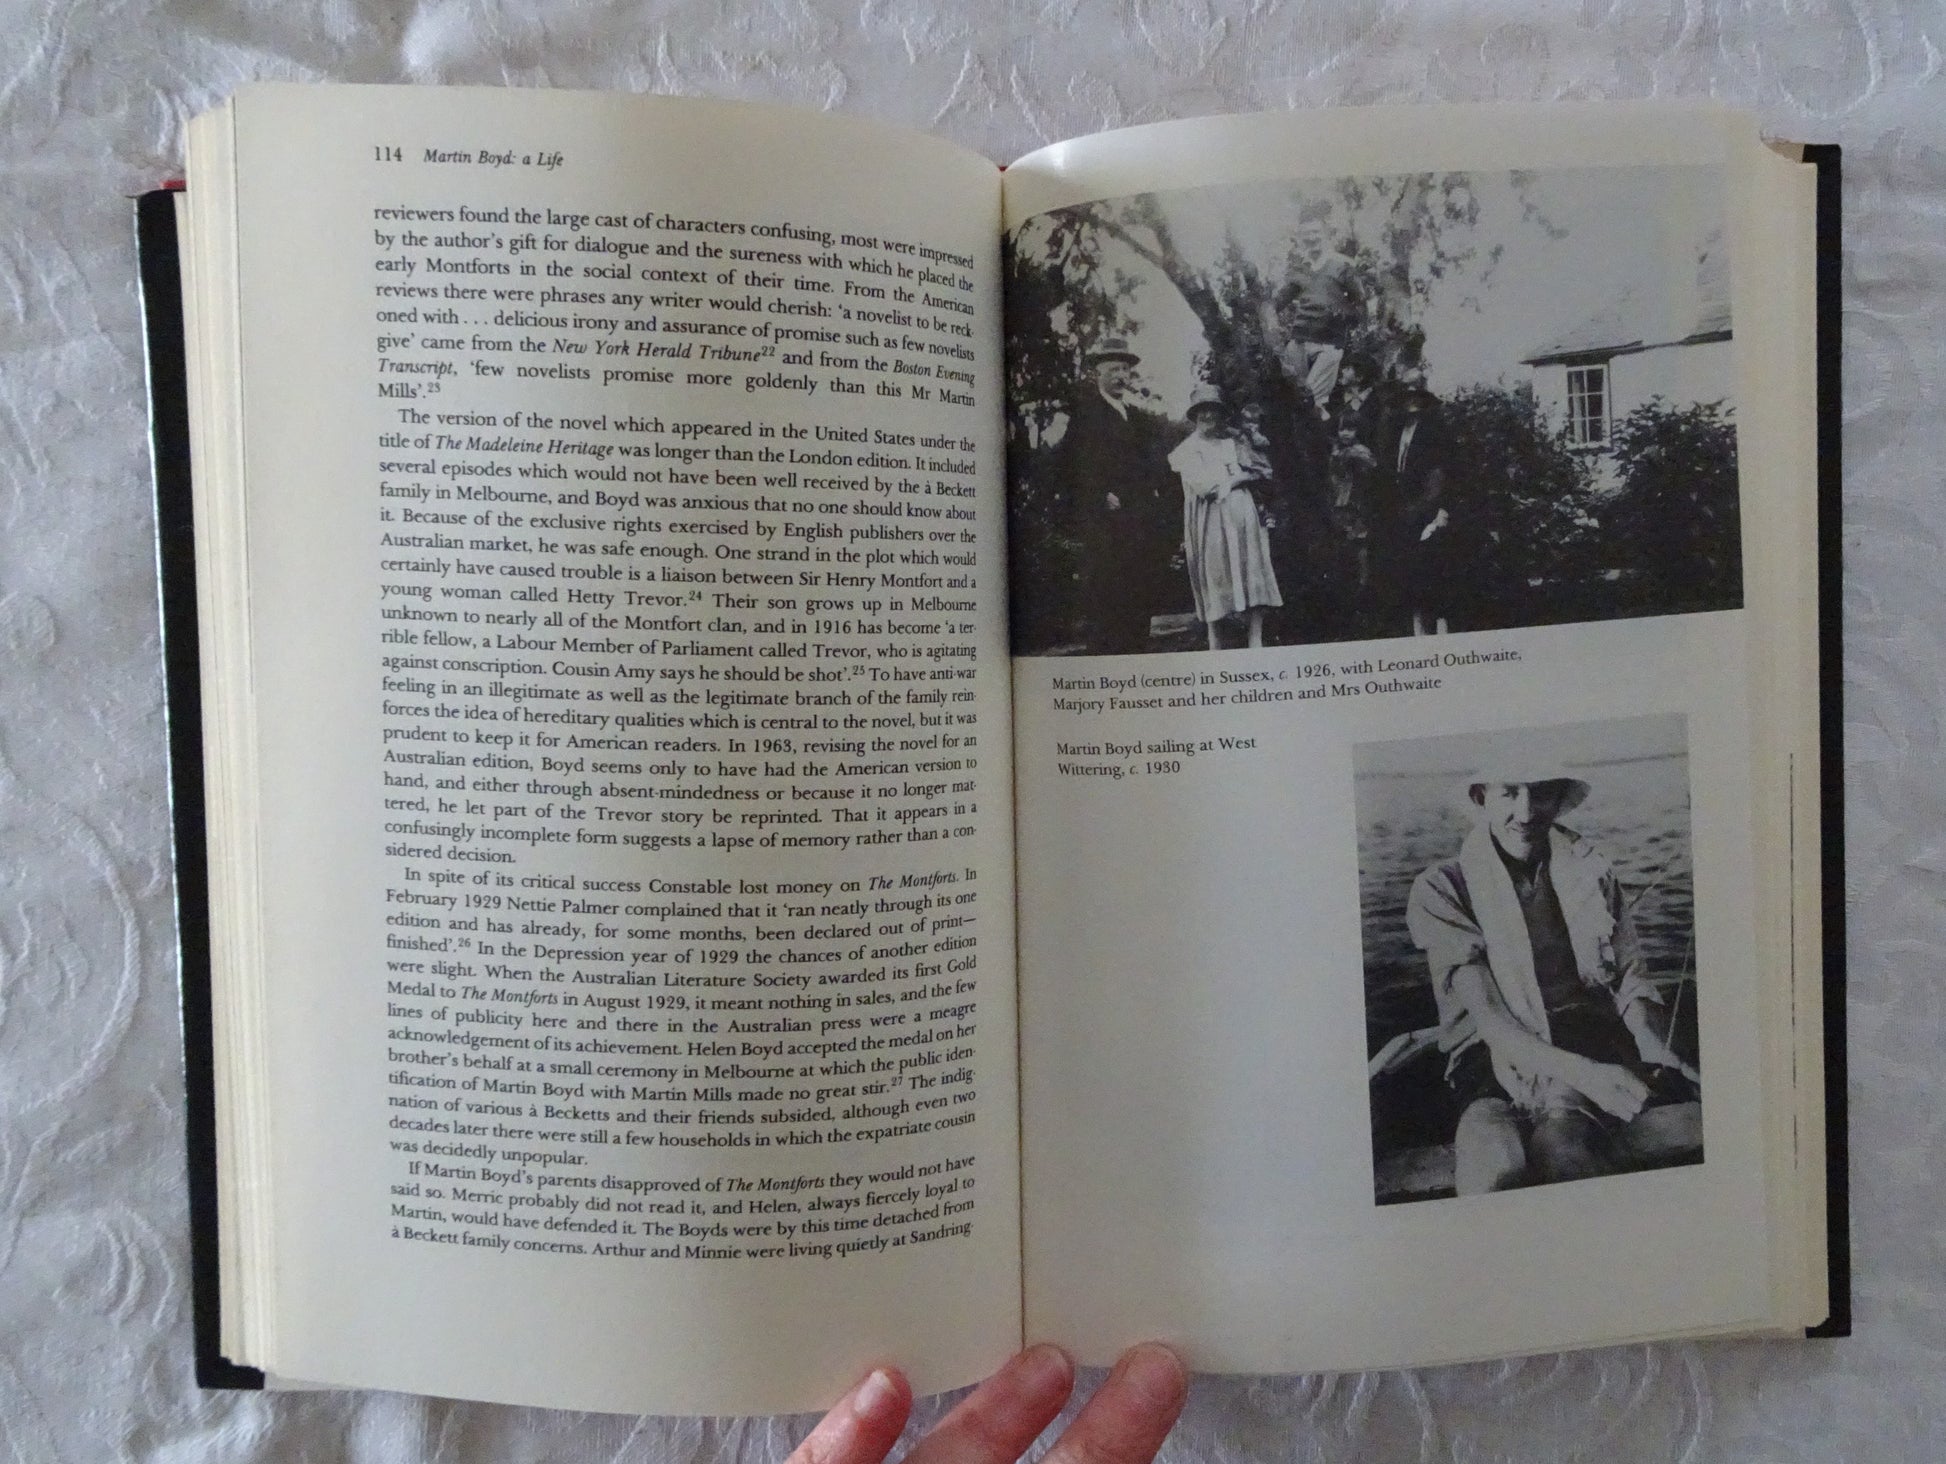 114 Martin Boyd: a Life
reviewers found the large cast of characters confusing, most were impressed
by the author's gift for dialogue and the sureness with which he placed the
early Montforts in the social context of their time. From the American
reviews there were phrases any writer would cherish: 'a novelist to be reck-
oned with . . . delicious irony and assurance of promise such as few novelists
give' came from the New York Herald Tribune²² and from the Boston Evening
Transcript, 'few novelists promise more goldenly than this Mr Martin
Mills'.²³
The version of the novel which appeared in the United States under the
title of The Madeleine Heritage was longer than the London edition. It included
several episodes which would not have been well received by the à Beckett
family in Melbourne, and Boyd was anxious that no one should know about
it. Because of the exclusive rights exercised by English publishers over the
Australian market, he was safe enough. One strand in the plot which would
certainly have caused trouble is a liaison between Sir Henry Montfort and a
young woman called Hetty Trevor.²⁴ Their son grows up in Melbourne
unknown to nearly all of the Montfort clan, and in 1916 has become 'a ter-
rible fellow, a Labour Member of Parliament called Trevor, who is agitating
against conscription. Cousin Amy says he should be shot'.²⁵ To have anti-war
feeling in an illegitimate as well as the legitimate branch of the family rein-
forces the idea of hereditary qualities which is central to the novel, but it was
prudent to keep it for American readers. In 1963, revising the novel for an
Australian edition, Boyd seems only to have had the American version to
hand, and either through absent-mindedness or because it no longer mat-
tered, he let part of the Trevor story be reprinted. That it appears in a
confusingly incomplete form suggests a lapse of memory rather than a con-
sidered decision.
In spite of its critical success Constable lost money on The Montforts. In
February 1929 Nettie Palmer complained that it 'ran neatly through its one
edition and has already, for some months, been declared out of print—
finished'.²⁶ In the Depression year of 1929 the chances of another edition
were slight. When the Australian Literature Society awarded its first Gold
Medal to The Montforts in August 1929, it meant nothing in sales, and the few
lines of publicity here and there in the Australian press were a meagre
acknowledgement of its achievement. Helen Boyd accepted the medal on her
brother's behalf at a small ceremony in Melbourne at which the public iden-
tification of Martin Boyd with Martin Mills made no great stir.²⁷ The indig-
nation of various à Becketts and their friends subsided, although even two
decades later there were still a few households in which the expatriate cousin
was decidedly unpopular.
If Martin Boyd's parents disapproved of The Montforts they would not have
said so. Merric probably did not read it, and Helen, always fiercely loyal to
Martin, would have defended it. The Boyds were by this time detached from
à Beckett family concerns. Arthur and Minnie were living quietly at Sandring-
Martin Boyd (centre) in Sussex, c. 1926, with Leonard Outhwaite,
Marjory Fausset and her children and Mrs Outhwaite
Martin Boyd sailing at West
Wittering, c. 1930